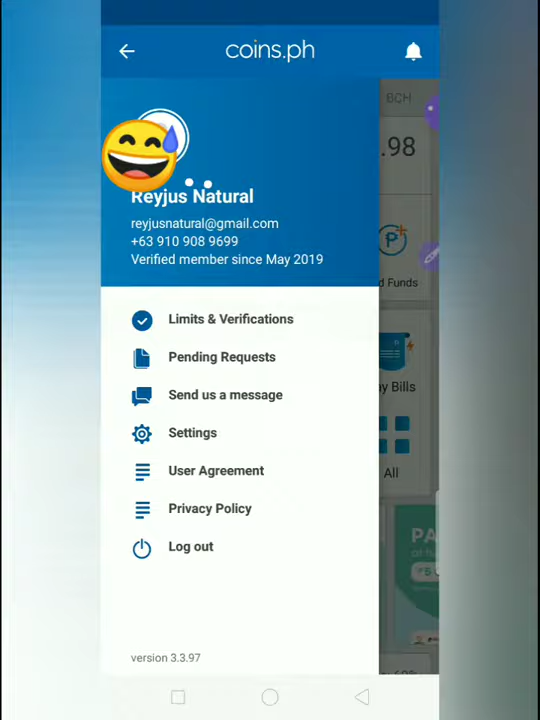 coins.ph
BCH
.98
Reyjus Natural
reyjusnatural@gmail.com
+63 910 908 9699
Verified member since May 2019
d Funds
Limits & Verifications
Pending Requests
Send us a message
Settings
User Agreement
Privacy Policy
Log out
y Bills
All
PA
version 3.3.97